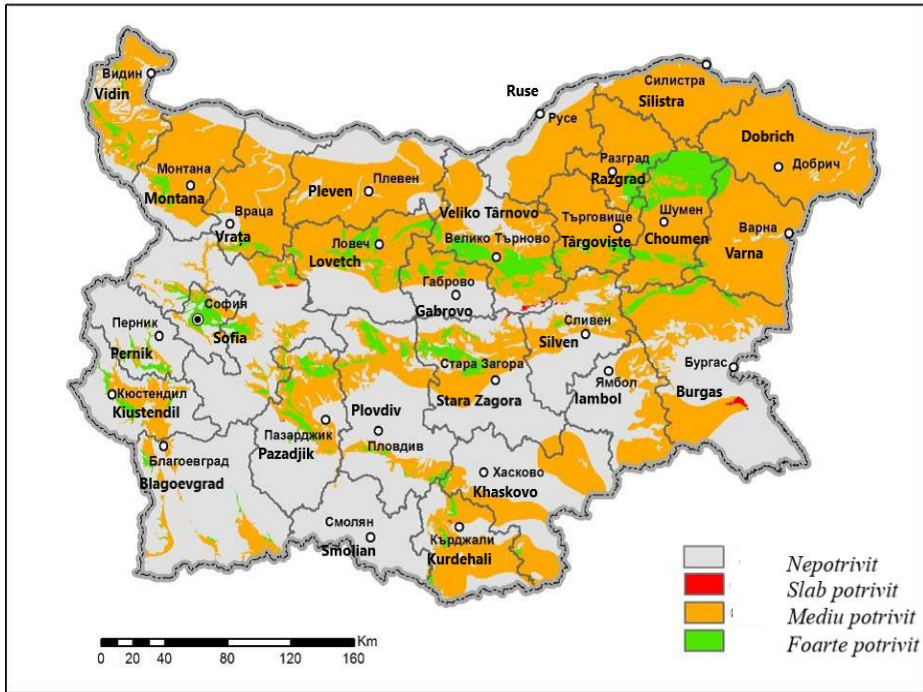 Видин
Vidin
Силистра
Silistra
Ruse
Русе
Dobrich
Добрич
Монтана
Montana
Pleven
Плевен
Разград
Razgrad
Враца
Vrața
Veliko Târnovo
Велико Търново
Търговище
Târgoviște
Шумен
Choumen
Варна
Varna
Ловеч
Lovetch
Габрово
Gabrovo
София
Sofia
Перник
Pernik
Сливен
Silven
Бургас
Burgas
Стара Загора
Stara Zagora
Ямбол
Iambol
Кюстендил
Kiustendil
Plovdiv
Пловдив
Пазарджик
Pazadjik
Благоевград
Blagoevgrad
Хасково
Khaskovo
Смолян
Smolian
Кърджали
Kurdehali
Nepotrivit
Slab potrivit
Mediu potrivit
Foarte potrivit
Km
0 20 40 80 120 160